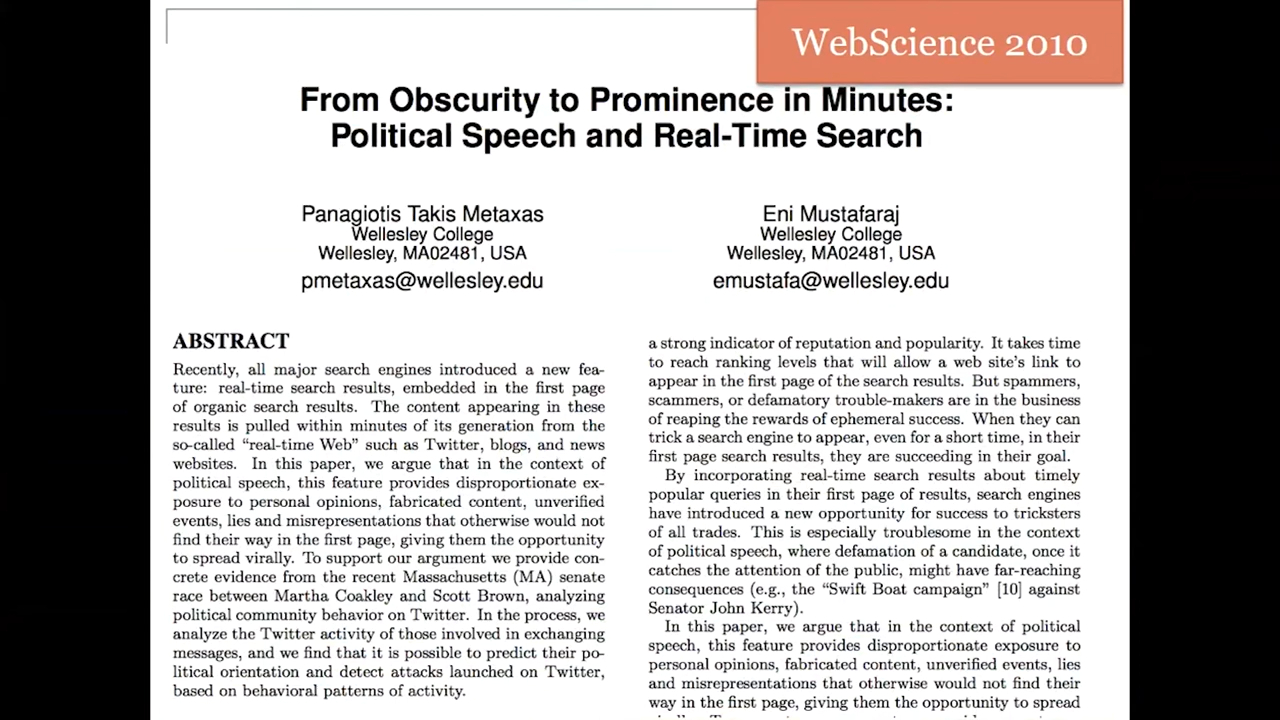 WebScience 2010
From Obscurity to Prominence in Minutes:
Political Speech and Real-Time Search
Panagiotis Takis Metaxas
Wellesley College
Wellesley, MA02481, USA
pmetaxas@wellesley.edu
Eni Mustafaraj
Wellesley College
Wellesley, MA02481, USA
emustafa@wellesley.edu
ABSTRACT
Recently, all major search engines introduced a new fea-
ture: real-time search results, embedded in the first page
of organic search results. The content appearing in these
results is pulled within minutes of its generation from the
so-called “real-time Web” such as Twitter, blogs, and news
websites. In this paper, we argue that in the context of
political speech, this feature provides disproportionate ex-
posure to personal opinions, fabricated content, unverified
events, lies and misrepresentations that otherwise would not
find their way in the first page, giving them the opportunity
to spread virally. To support our argument we provide con-
crete evidence from the recent Massachusetts (MA) senate
race between Martha Coakley and Scott Brown, analyzing
political community behavior on Twitter. In the process, we
analyze the Twitter activity of those involved in exchanging
messages, and we find that it is possible to predict their po-
litical orientation and detect attacks launched on Twitter,
based on behavioral patterns of activity.
a strong indicator of reputation and popularity. It takes time
to reach ranking levels that will allow a web site's link to
appear in the first page of the search results. But spammers,
scammers, or defamatory trouble-makers are in the business
of reaping the rewards of ephemeral success. When they can
trick a search engine to appear, even for a short time, in their
first page search results, they are succeeding in their goal.
By incorporating real-time search results about timely
popular queries in their first page of results, search engines
have introduced a new opportunity for success to tricksters
of all trades. This is especially troublesome in the context
of political speech, where defamation of a candidate, once it
catches the attention of the public, might have far-reaching
consequences (e.g., the “Swift Boat campaign” [10] against
Senator John Kerry).
In this paper, we argue that in the context of political
speech, this feature provides disproportionate exposure to
personal opinions, fabricated content, unverified events, lies
and misrepresentations that otherwise would not find their
way in the first page, giving them the opportunity to spread